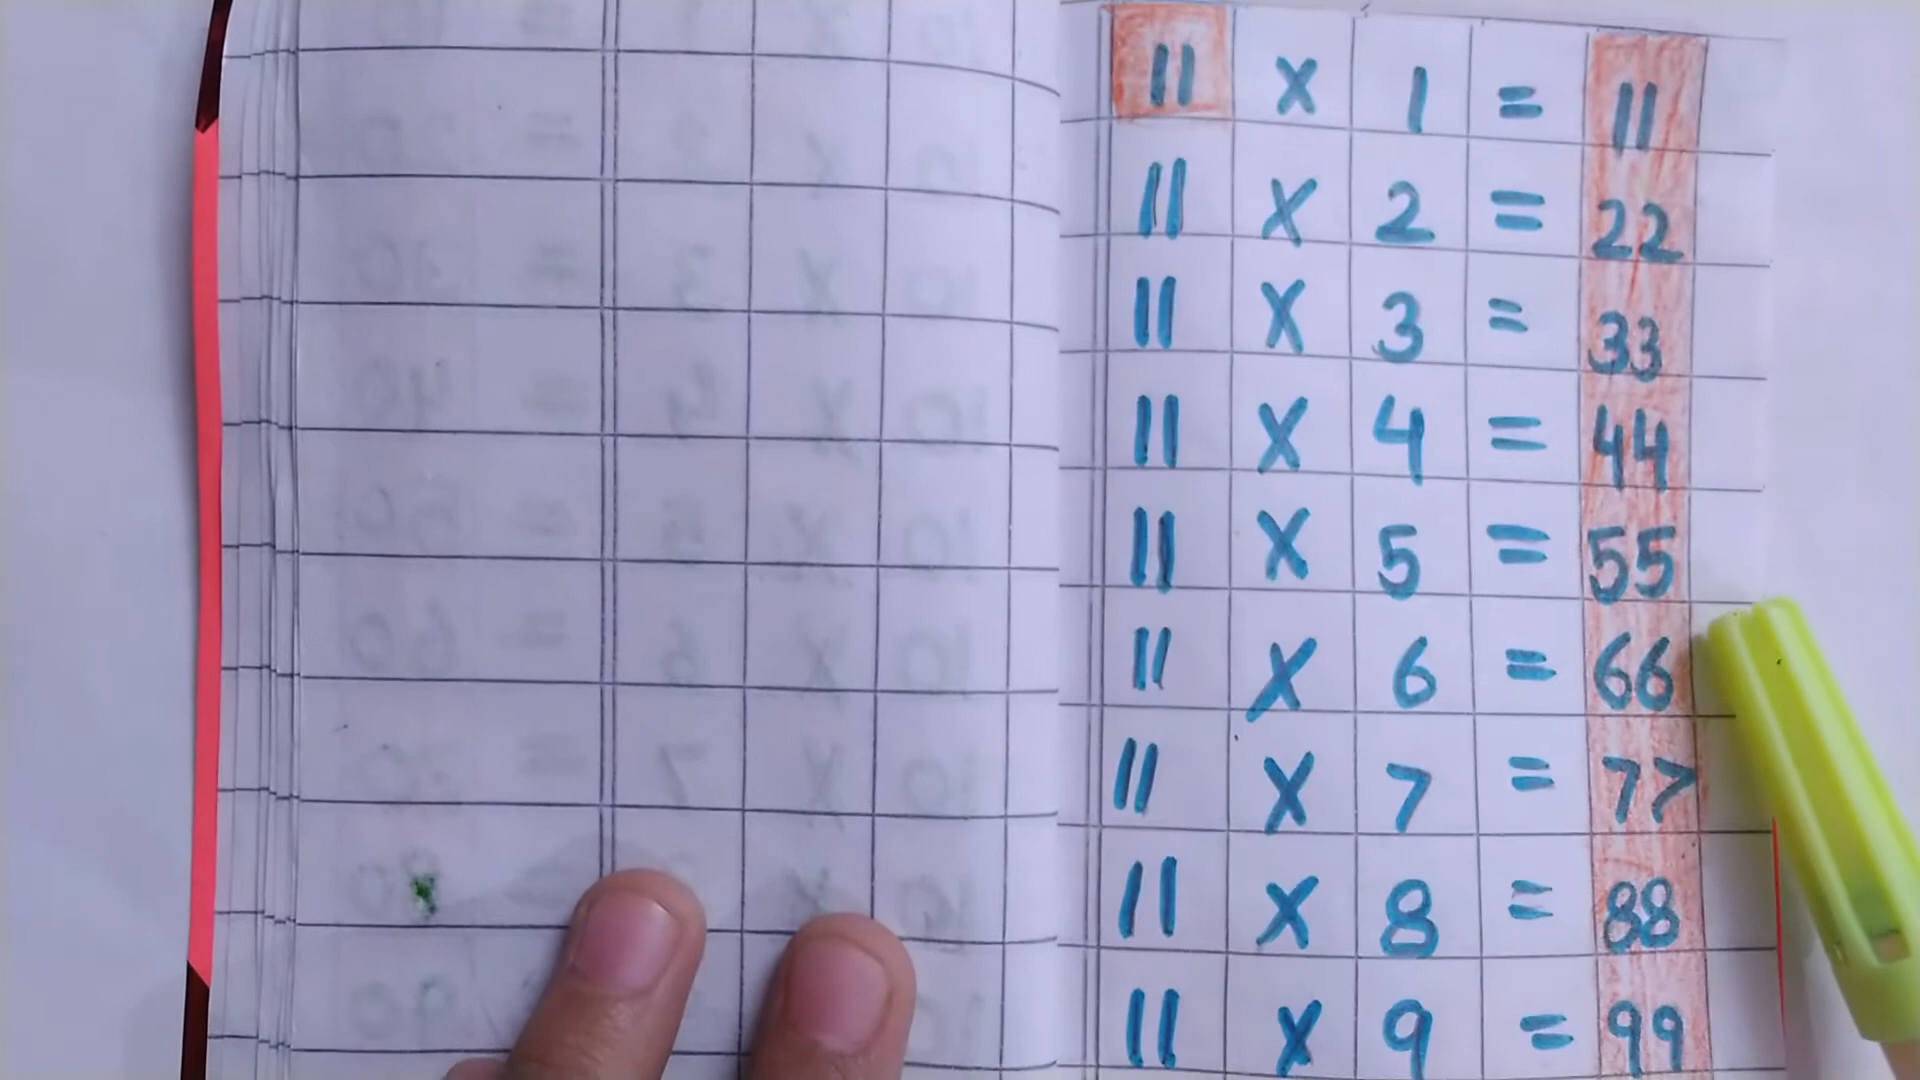 11 x 1 = 11
11 x 2 = 22
11 x 3 = 33
11 x 4 = 44
11 x 5 = 55
11 x 6 = 66
11 x 7 = 77
11 x 8 = 88
11 x 9 = 99